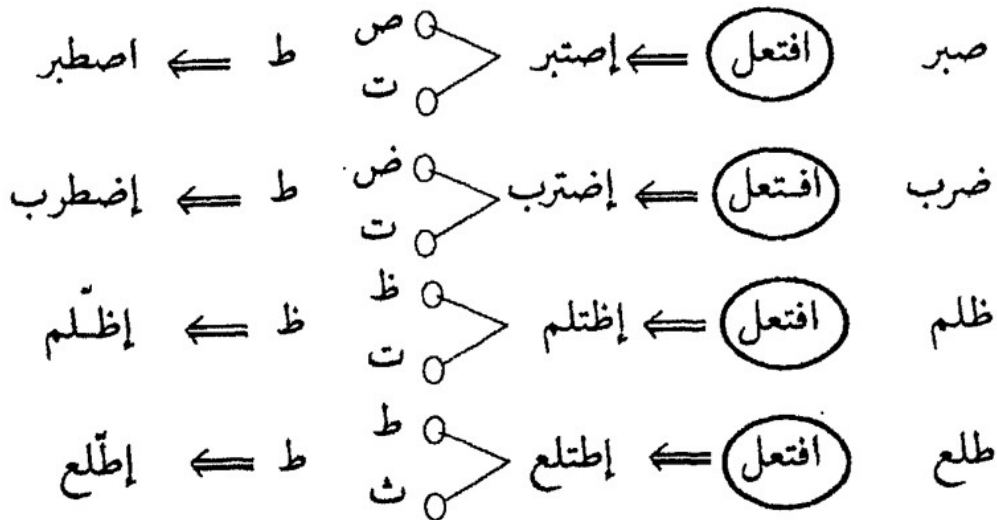 صبر افتعل ⇐ إصتبر ص ت ط ⇐ اصطبر
ضرب افتعل ⇐ إضترب ض ت ط ⇐ إضطرب
ظلم افتعل ⇐ إظتلم ظ ت ظ ⇐ إظّلم
طلع افتعل ⇐ إطتلع ط ث ط ⇐ إطّلع